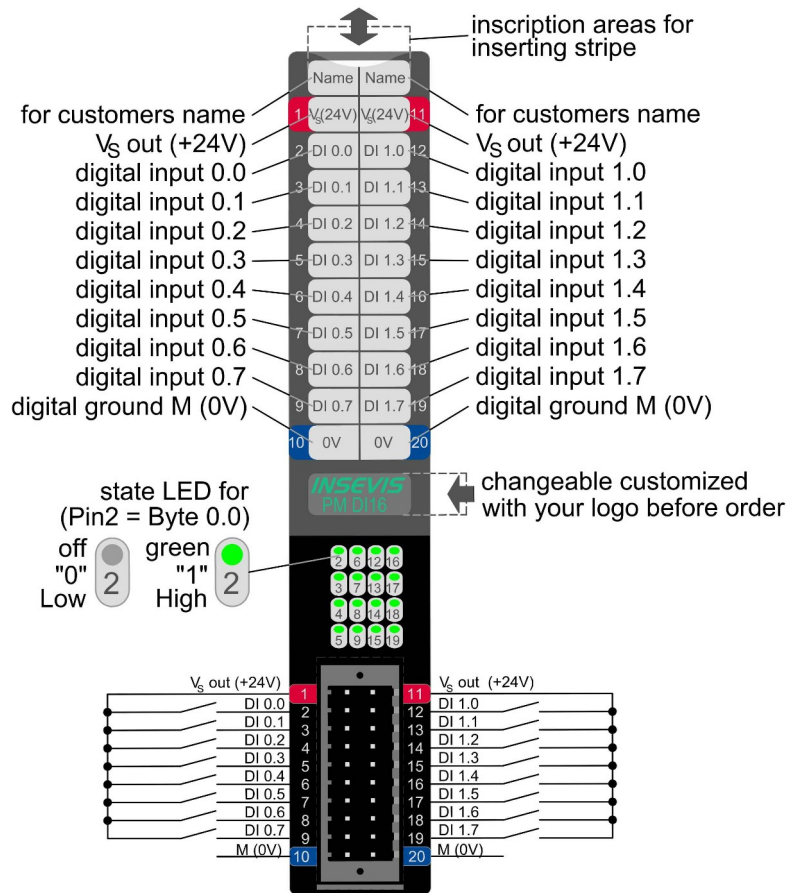 inscription areas for
inserting stripe
Name Name
for customers name
for customers name
1 Vs(24V) Vs(24V) 11
Vs out (+24V)
Vs out (+24V)
2 DI 0.0 DI 1.0 12
digital input 0.0
digital input 1.0
3 DI 0.1 DI 1.1 13
digital input 0.1
digital input 1.1
4 DI 0.2 DI 1.2 14
digital input 0.2
digital input 1.2
5 DI 0.3 DI 1.3 15
digital input 0.3
digital input 1.3
6 DI 0.4 DI 1.4 16
digital input 0.4
digital input 1.4
7 DI 0.5 DI 1.5 17
digital input 0.5
digital input 1.5
8 DI 0.6 DI 1.6 18
digital input 0.6
digital input 1.6
9 DI 0.7 DI 1.7 19
digital input 0.7
digital input 1.7
10 0V 0V 20
digital ground M (0V)
digital ground M (0V)
INSEVIS
PM DI16
changeable customized
with your logo before order
state LED for
(Pin2 = Byte 0.0)
off
"0"
Low
2
green
"1"
High
2
2 6 12 16
3 7 13 17
4 8 14 18
5 9 15 19
Vs out (+24V) 1 11 Vs out (+24V)
DI 0.0 2 12 DI 1.0
DI 0.1 3 13 DI 1.1
DI 0.2 4 14 DI 1.2
DI 0.3 5 15 DI 1.3
DI 0.4 6 16 DI 1.4
DI 0.5 7 17 DI 1.5
DI 0.6 8 18 DI 1.6
DI 0.7 9 19 DI 1.7
M (0V) 10 20 M (0V)